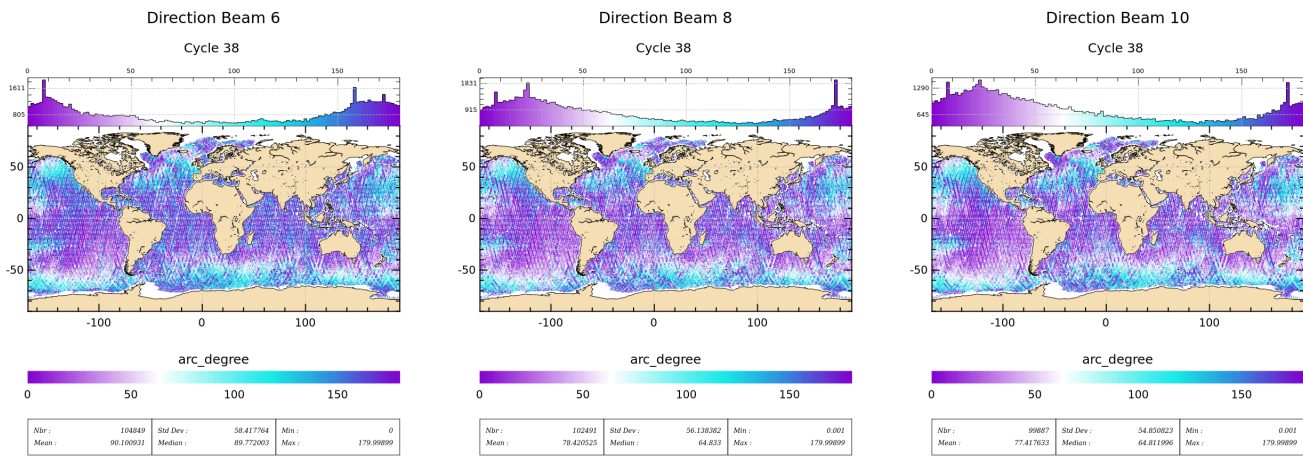 Direction Beam 6
Cycle 38
0 50 100 150
1611
805
50
0
-50
-100 0 100
arc_degree
0 50 100 150
Nbr : 104849 Std Dev : 58.417764 Min : 0
Mean : 90.100931 Median : 89.772003 Max : 179.99899
Direction Beam 8
Cycle 38
0 50 100 150
1831
915
50
0
-50
-100 0 100
arc_degree
0 50 100 150
Nbr : 102491 Std Dev : 56.138382 Min : 0.001
Mean : 78.420525 Median : 64.833 Max : 179.99899
Direction Beam 10
Cycle 38
0 50 100 150
1290
645
50
0
-50
-100 0 100
arc_degree
0 50 100 150
Nbr : 99887 Std Dev : 54.850823 Min : 0.001
Mean : 77.417633 Median : 64.811996 Max : 179.99899